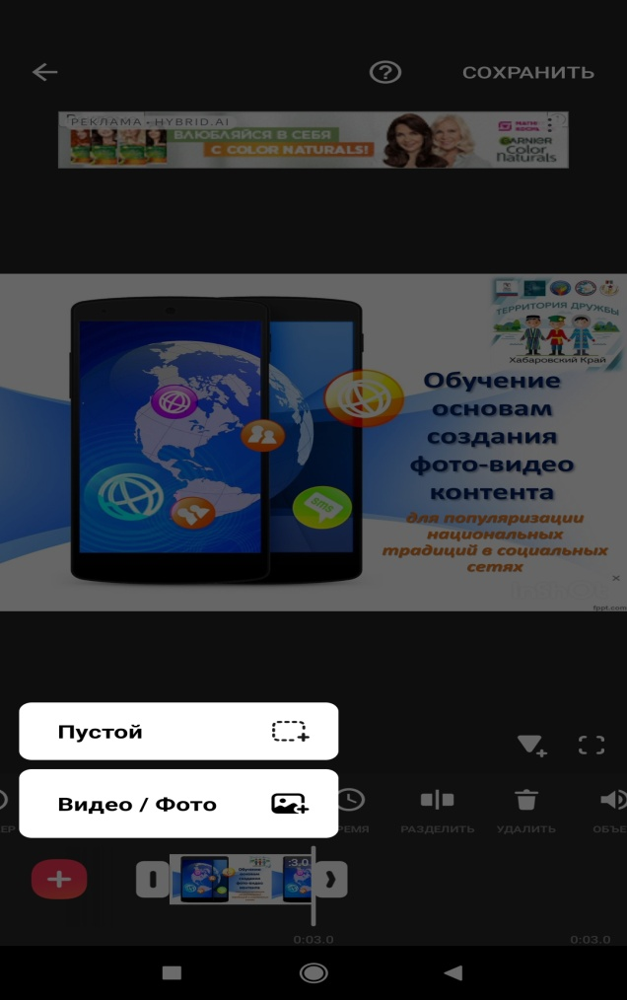 СОХРАНИТЬ
РЕКЛАМА • HYBRID.AI
ВЛЮБЛЯЙСЯ В СЕБЯ
С COLOR NATURALS!
GARNIER
Color
Naturals
ТЕРРИТОРИЯ ДРУЖБЫ
Хабаровский Край
Обучение
основам
создания
фото-видео
контента
для популяризации
национальных
традиций в социальных
сетях
sms
fppt.com
Пустой
Видео / Фото
РАЗДЕЛИТЬ
УДАЛИТЬ
ОБЪЕ
:3.0
0:03.0
0:03.0